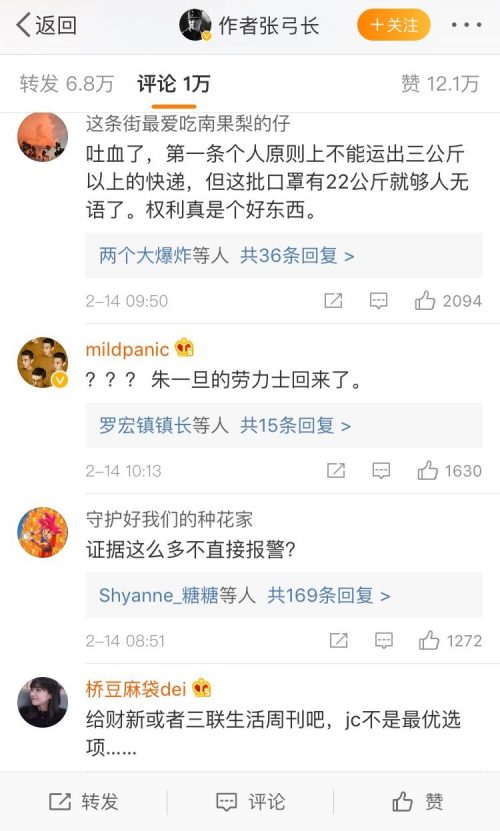 返回
作者张弓长
+关注
转发 6.8万
评论 1万
赞 12.1万
这条街最爱吃南果梨的仔
吐血了，第一条个人原则上不能运出三公斤
以上的快递，但这批口罩有22公斤就够人无
语了。权利真是个好东西。
两个大爆炸等人 共36条回复 >
2-14 09:50
2094
mildpanic
？？？ 朱一旦的劳力士回来了。
罗宏镇镇长等人 共15条回复 >
2-14 10:13
1630
守护好我们的种花家
证据这么多不直接报警？
Shyanne_糖糖等人 共169条回复 >
2-14 08:51
1272
桥豆麻袋dei
给财新或者三联生活周刊吧，jc不是最优选
项……
转发
评论
赞